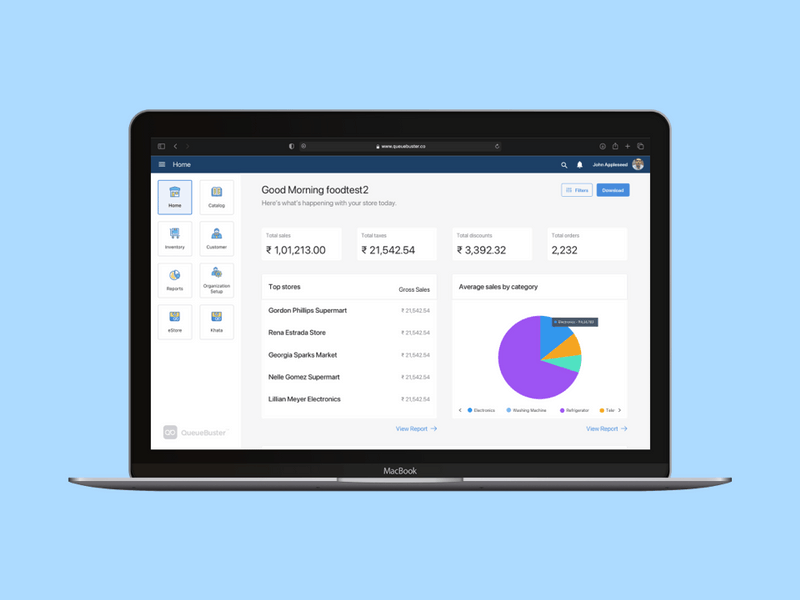 www.queuebuster.co
Home
John Appleseed
Home
Catalog
Inventory
Customer
Reports
Organization
Setup
eStore
Khata
QueueBuster
Good Morning foodtest2
Here's what's happening with your store today.
Filters
Download
Total sales
₹ 1,01,213.00
Total taxes
₹ 21,542.54
Total discounts
₹ 3,392.32
Total orders
2,232
Top stores
Gross Sales
Gordon Phillips Supermart
₹ 21,542.54
Rena Estrada Store
₹ 21,542.54
Georgia Sparks Market
₹ 21,542.54
Nelle Gomez Supermart
₹ 21,542.54
Lillian Meyer Electronics
₹ 21,542.54
View Report
Average sales by category
Electronics
Electronics
Washing Machine
Refrigerator
Tele
View Report
MacBook